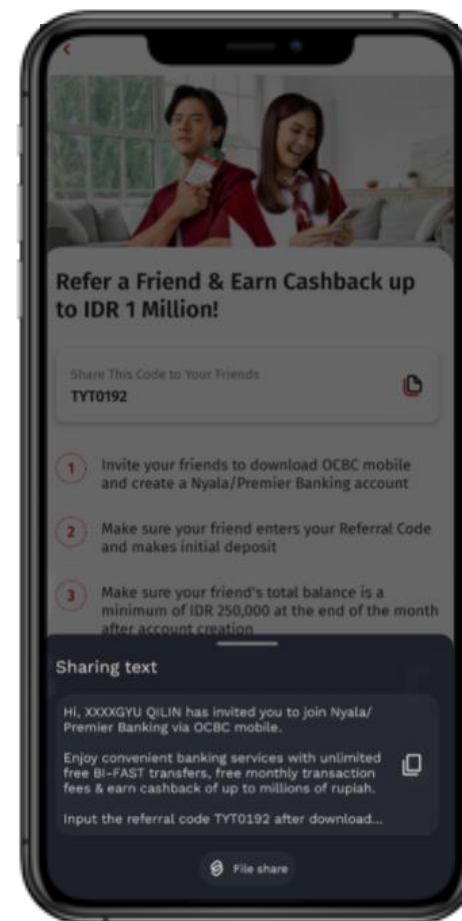 Refer a Friend & Earn Cashback up
to IDR 1 Million!
Share This Code to Your Friends
TYT0192
1 Invite your friends to download OCBC mobile
and create a Nyala/Premier Banking account
2 Make sure your friend enters your Referral Code
and makes initial deposit
3 Make sure your friend's total balance is a
minimum of IDR 250,000 at the end of the month
after account creation
Sharing text
Hi, XXXXGYU QILIN has invited you to join Nyala/
Premier Banking via OCBC mobile.
Enjoy convenient banking services with unlimited
free BI-FAST transfers, free monthly transaction
fees & earn cashback of up to millions of rupiah.
Input the referral code TYT0192 after download...
File share